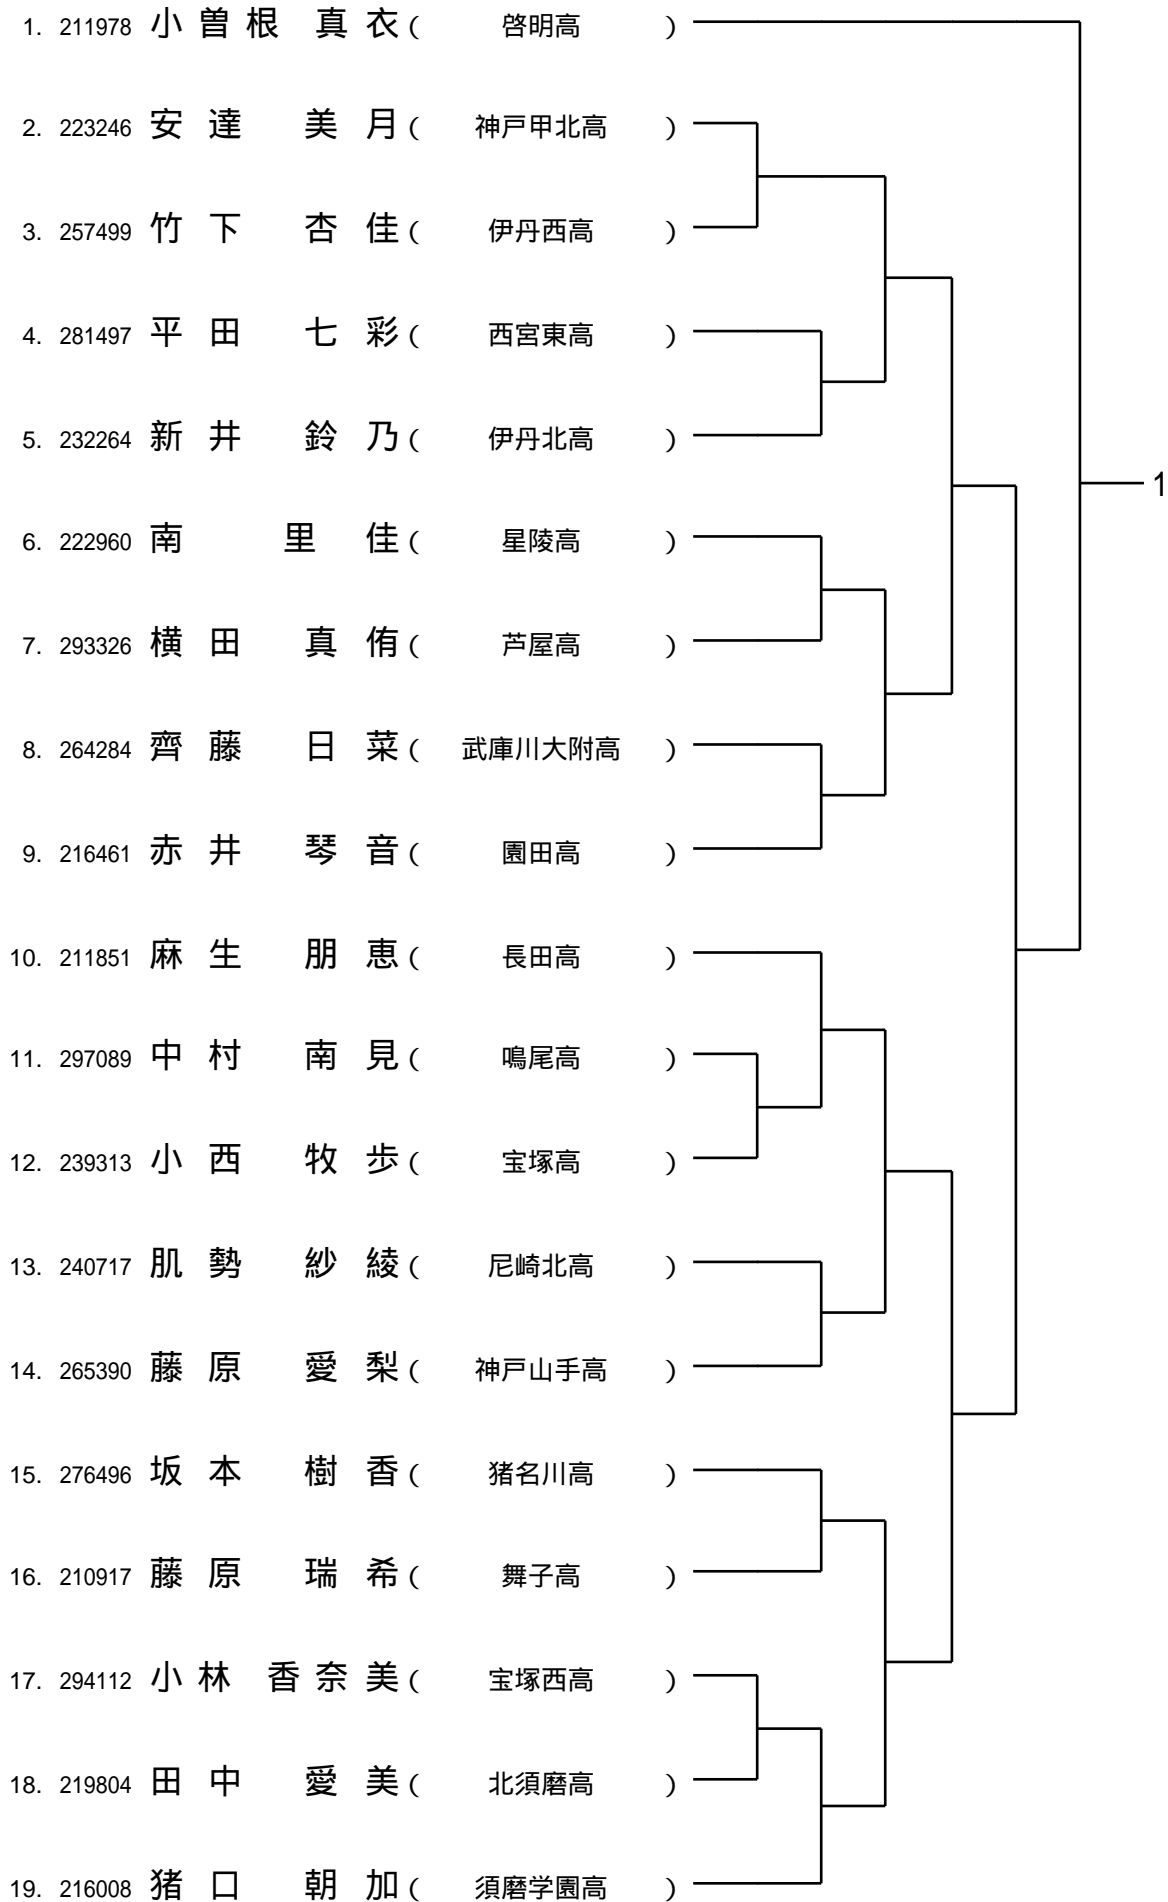 1. 211978 小曽根 真衣 ( 啓明高 )
2. 223246 安達 美月 ( 神戸甲北高 )
3. 257499 竹下 杏佳 ( 伊丹西高 )
4. 281497 平田 七彩 ( 西宮東高 )
5. 232264 新井 鈴乃 ( 伊丹北高 )
1
6. 222960 南 里佳 ( 星陵高 )
7. 293326 横田 真侑 ( 芦屋高 )
8. 264284 齊藤 日菜 ( 武庫川大附高 )
9. 216461 赤井 琴音 ( 園田高 )
10. 211851 麻生 朋恵 ( 長田高 )
11. 297089 中村 南見 ( 鳴尾高 )
12. 239313 小西 牧歩 ( 宝塚高 )
13. 240717 肌勢 紗綾 ( 尼崎北高 )
14. 265390 藤原 愛梨 ( 神戸山手高 )
15. 276496 坂本 樹香 ( 猪名川高 )
16. 210917 藤原 瑞希 ( 舞子高 )
17. 294112 小林 香奈美 ( 宝塚西高 )
18. 219804 田中 愛美 ( 北須磨高 )
19. 216008 猪口 朝加 ( 須磨学園高 )